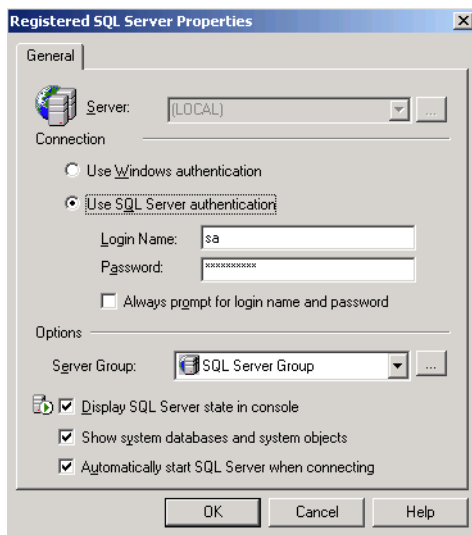 Registered SQL Server Properties
General
Server: (LOCAL) ...
Connection
Use Windows authentication
Use SQL Server authentication
Login Name: sa
Password: **********
Always prompt for login name and password
Options
Server Group: SQL Server Group ...
Display SQL Server state in console
Show system databases and system objects
Automatically start SQL Server when connecting
OK Cancel Help